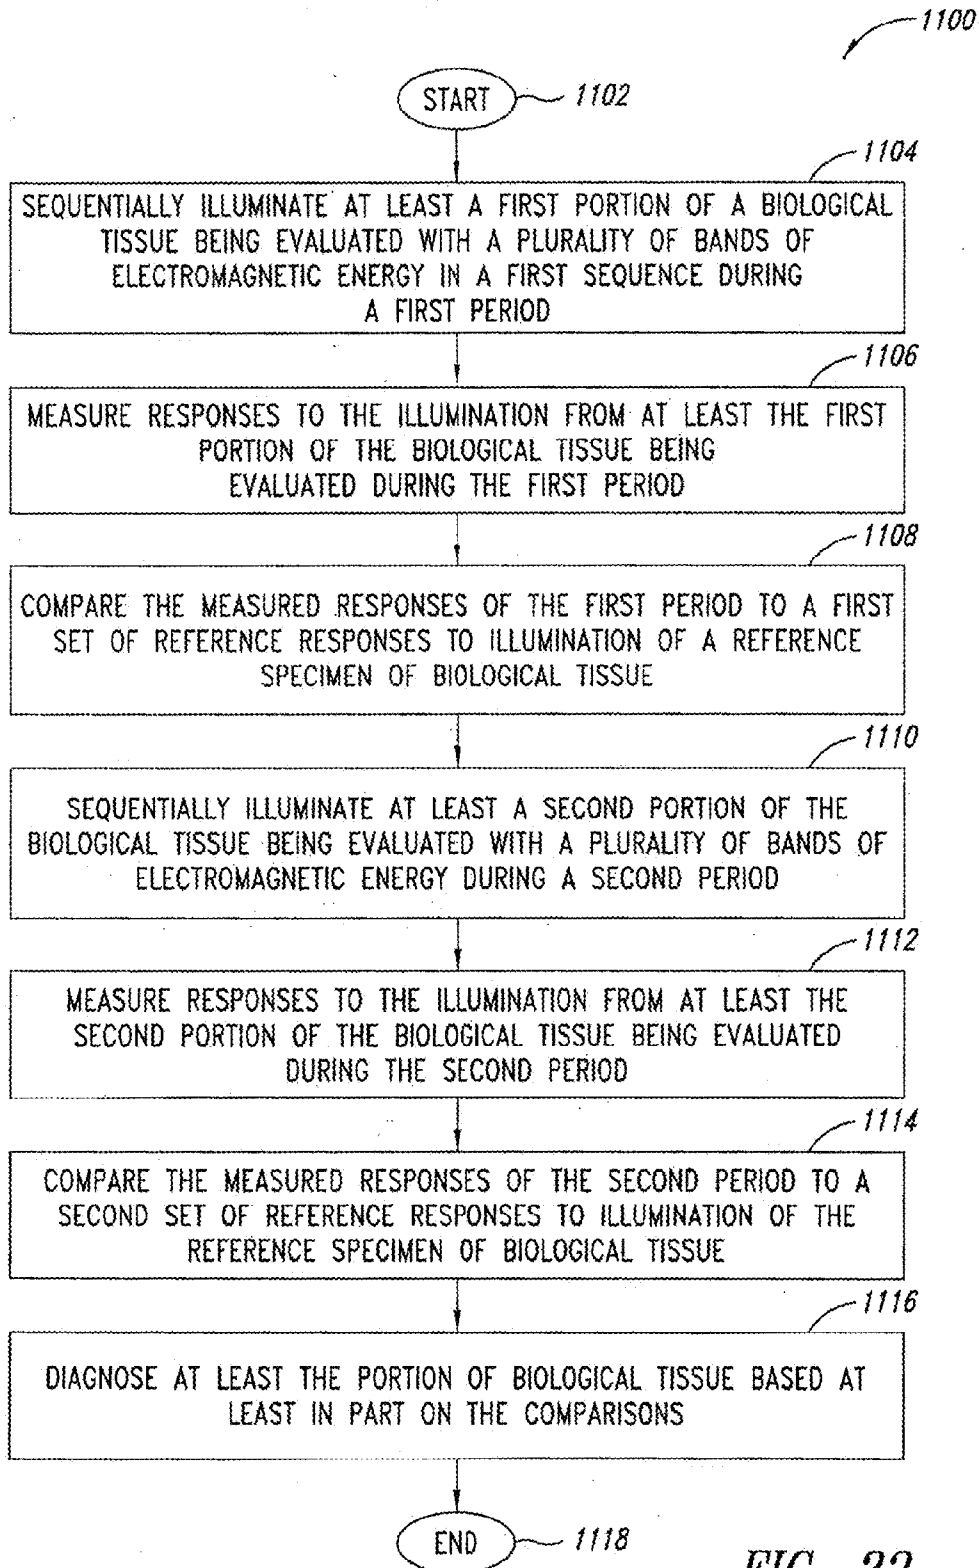 1100
START
1102
1104
SEQUENTIALLY ILLUMINATE AT LEAST A FIRST PORTION OF A BIOLOGICAL
TISSUE BEING EVALUATED WITH A PLURALITY OF BANDS OF
ELECTROMAGNETIC ENERGY IN A FIRST SEQUENCE DURING
A FIRST PERIOD
1106
MEASURE RESPONSES TO THE ILLUMINATION FROM AT LEAST THE FIRST
PORTION OF THE BIOLOGICAL TISSUE BEING
EVALUATED DURING THE FIRST PERIOD
1108
COMPARE THE MEASURED RESPONSES OF THE FIRST PERIOD TO A FIRST
SET OF REFERENCE RESPONSES TO ILLUMINATION OF A REFERENCE
SPECIMEN OF BIOLOGICAL TISSUE
1110
SEQUENTIALLY ILLUMINATE AT LEAST A SECOND PORTION OF THE
BIOLOGICAL TISSUE BEING EVALUATED WITH A PLURALITY OF BANDS OF
ELECTROMAGNETIC ENERGY DURING A SECOND PERIOD
1112
MEASURE RESPONSES TO THE ILLUMINATION FROM AT LEAST THE
SECOND PORTION OF THE BIOLOGICAL TISSUE BEING EVALUATED
DURING THE SECOND PERIOD
1114
COMPARE THE MEASURED RESPONSES OF THE SECOND PERIOD TO A
SECOND SET OF REFERENCE RESPONSES TO ILLUMINATION OF THE
REFERENCE SPECIMEN OF BIOLOGICAL TISSUE
1116
DIAGNOSE AT LEAST THE PORTION OF BIOLOGICAL TISSUE BASED AT
LEAST IN PART ON THE COMPARISONS
END
1118
FIG. 22